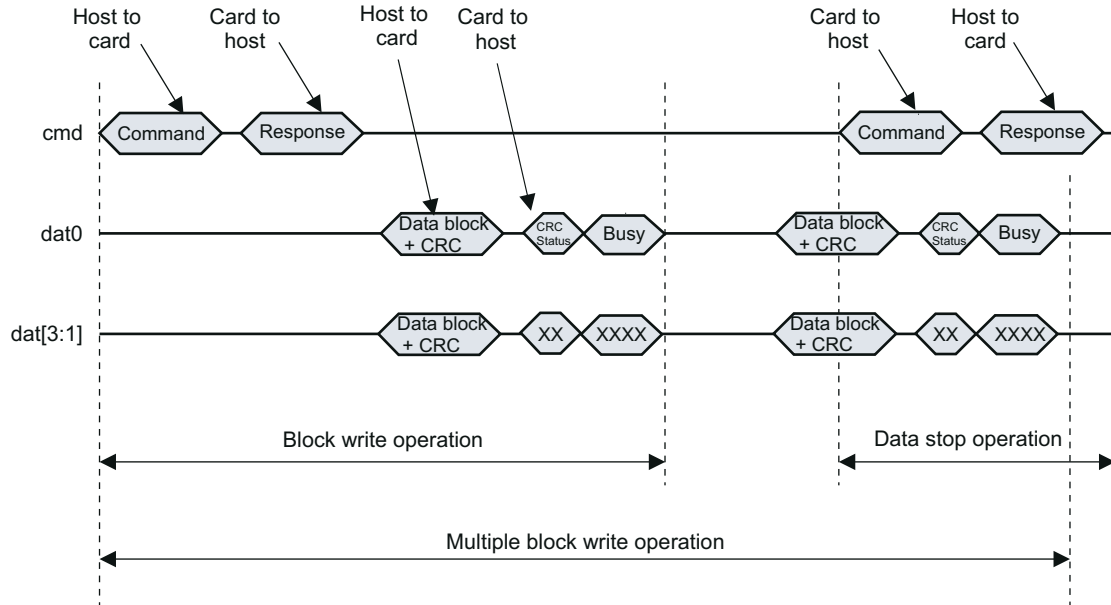 Host to
card
Card to
host
Host to
card
Card to
host
Card to
host
Host to
card
cmd
Command
Response
Command
Response
dat0
Data block
+ CRC
CRC
Status
Busy
Data block
+ CRC
CRC
Status
Busy
dat[3:1]
Data block
+ CRC
XX
XXXX
Data block
+ CRC
XX
XXXX
Block write operation
Data stop operation
Multiple block write operation